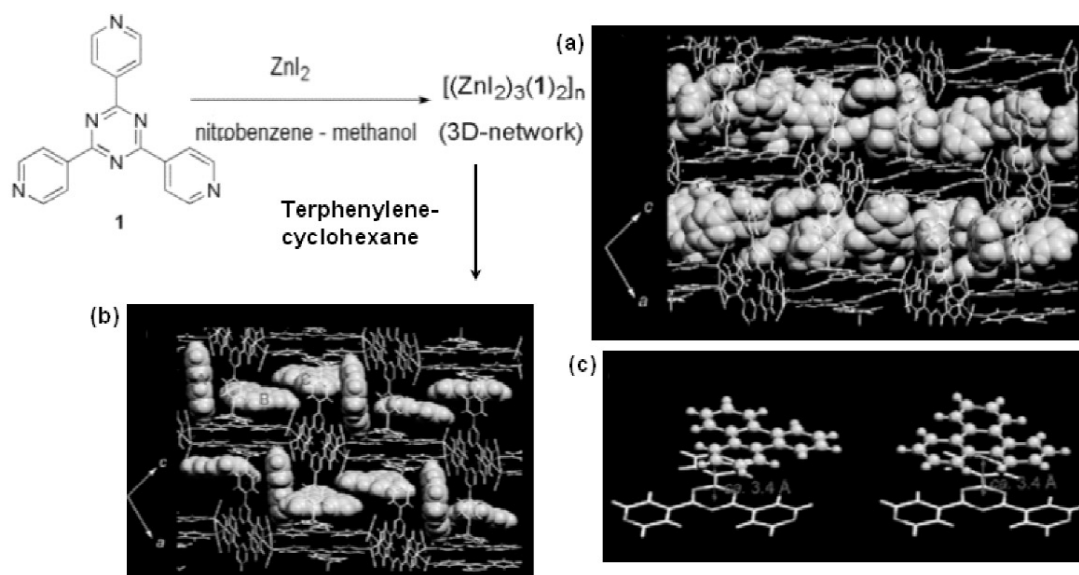 N
N N
N
N N
1
ZnI2
nitrobenzene - methanol
[(ZnI2)3(1)2]n
(3D-network)
Terphenylene-
cyclohexane
(a)
c
a
(b)
B
c
a
(c)
ca. 3.4 Å
ca. 3.4 Å